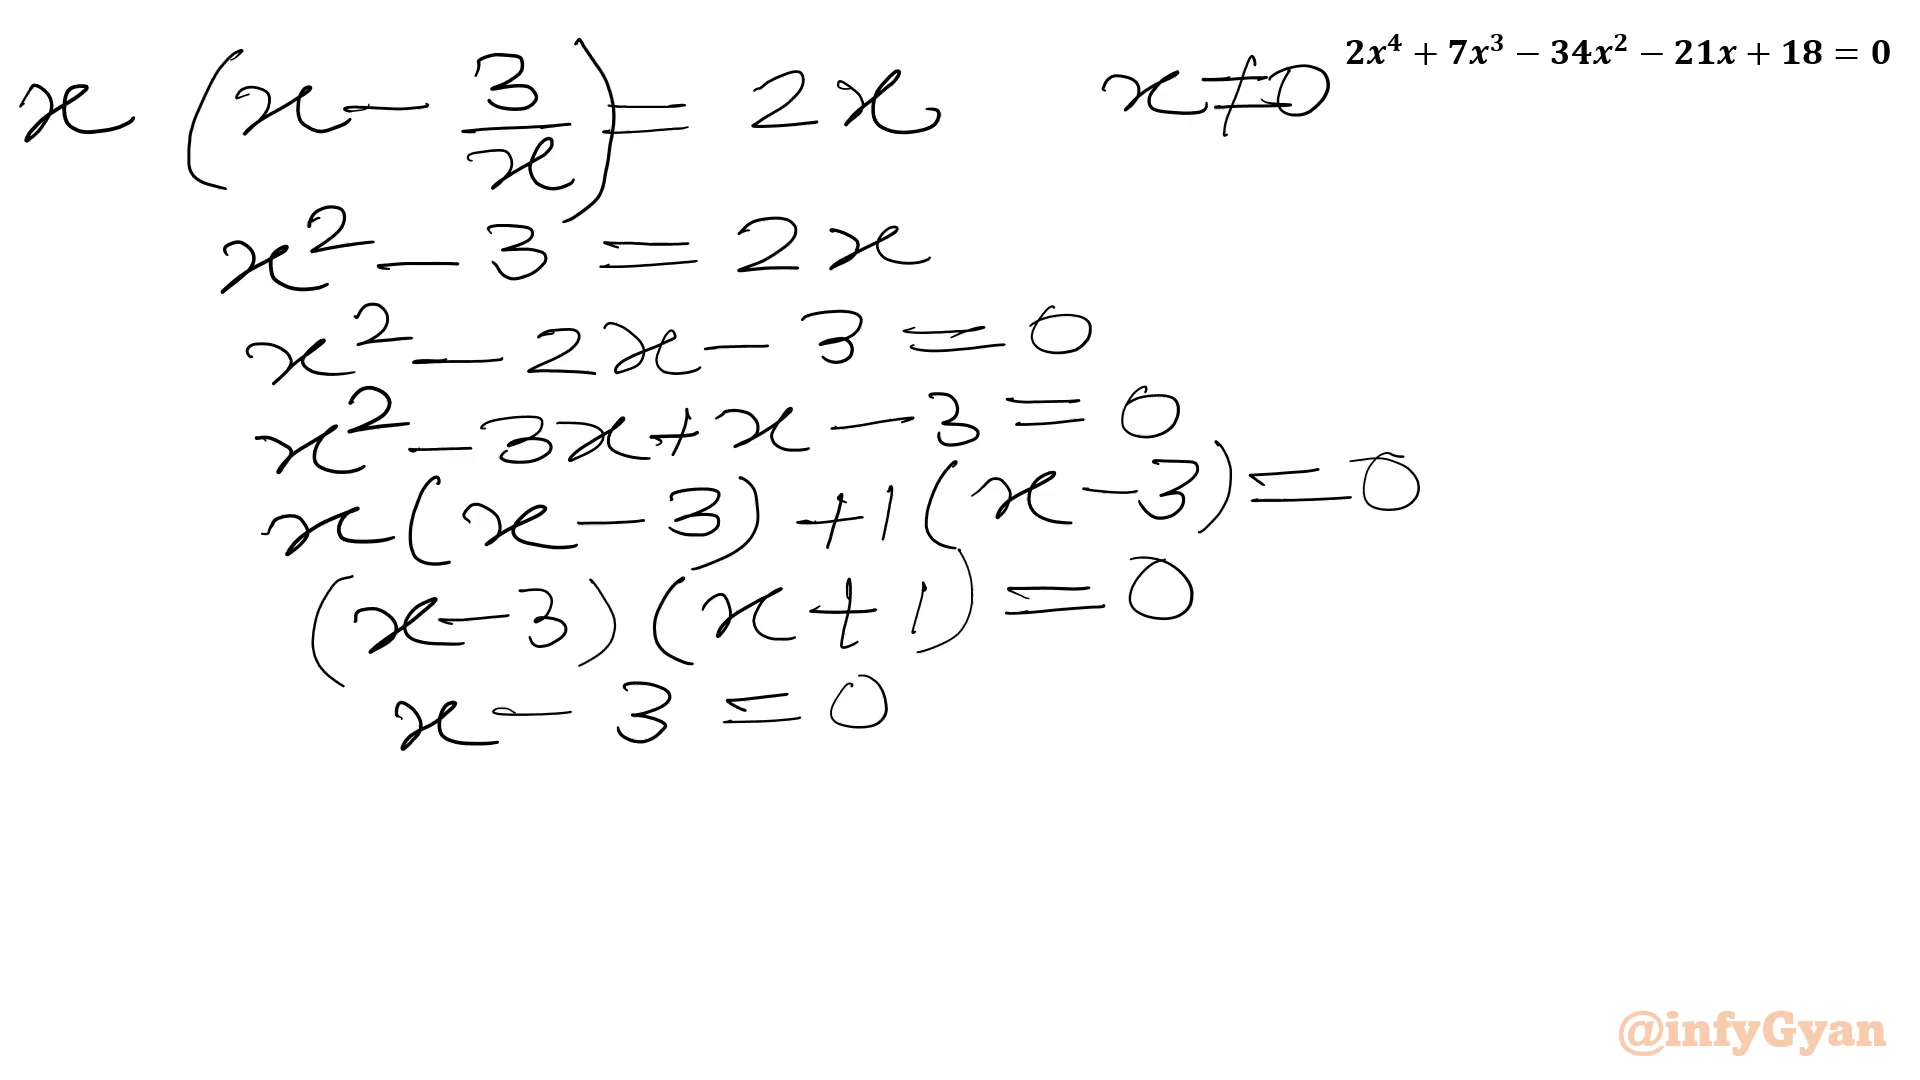 2x⁴ + 7x³ − 34x² − 21x + 18 = 0
x (x − 3/x) = 2x    x ≠ 0
x² − 3 = 2x
x² − 2x − 3 = 0
x² − 3x + x − 3 = 0
x(x − 3) + 1(x − 3) = 0
(x − 3)(x + 1) = 0
x − 3 = 0
@infyGyan